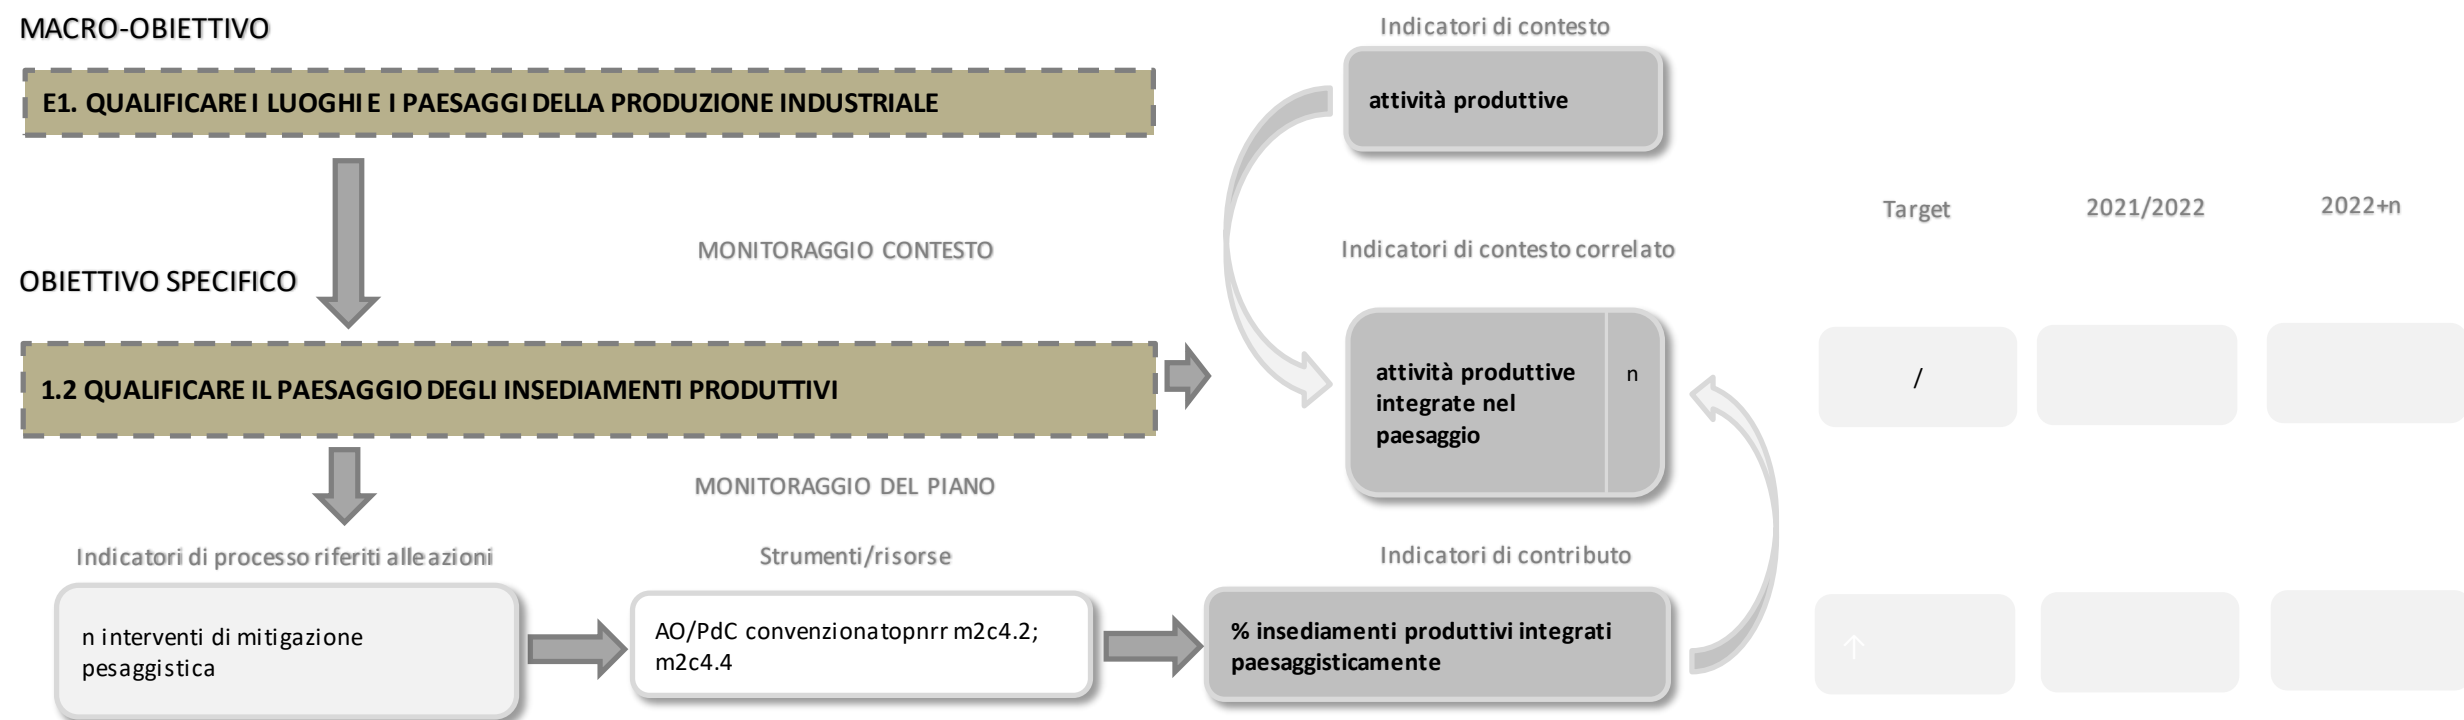 MACRO-OBIETTIVO
Indicatori di contesto
E1. QUALIFICARE I LUOGHI E I PAESAGGI DELLA PRODUZIONE INDUSTRIALE
attività produttive
Target
2021/2022
2022+n
MONITORAGGIO CONTESTO
Indicatori di contesto correlato
OBIETTIVO SPECIFICO
1.2 QUALIFICARE IL PAESAGGIO DEGLI INSEDIAMENTI PRODUTTIVI
attività produttive
integrate nel
paesaggio
n
/
MONITORAGGIO DEL PIANO
Indicatori di processo riferiti alle azioni
Strumenti/risorse
Indicatori di contributo
n interventi di mitigazione
pesaggistica
AO/PdC convenzionatopnrr m2c4.2;
m2c4.4
% insediamenti produttivi integrati
paesaggisticamente
↑